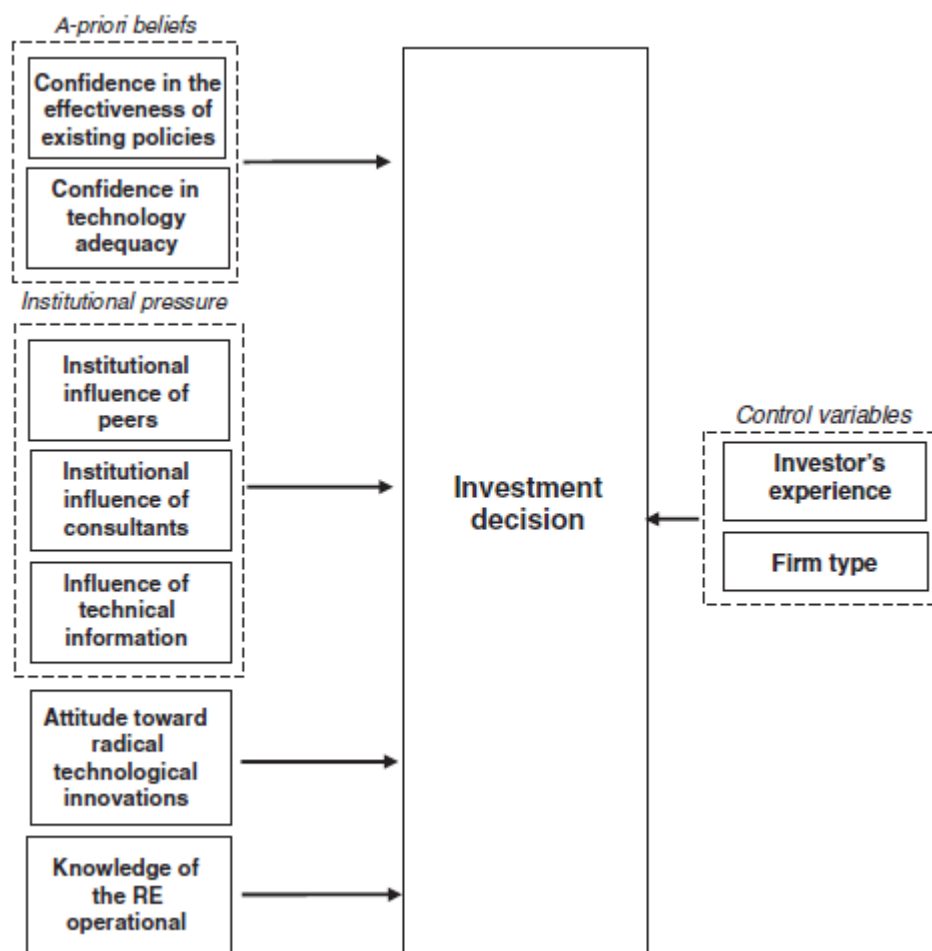 A-priori beliefs
Confidence in the
effectiveness of
existing policies
Confidence in
technology
adequacy
Institutional pressure
Institutional
influence of
peers
Institutional
influence of
consultants
Influence of
technical
information
Attitude toward
radical
technological
innovations
Knowledge of
the RE
operational
Investment
decision
Control variables
Investor's
experience
Firm type